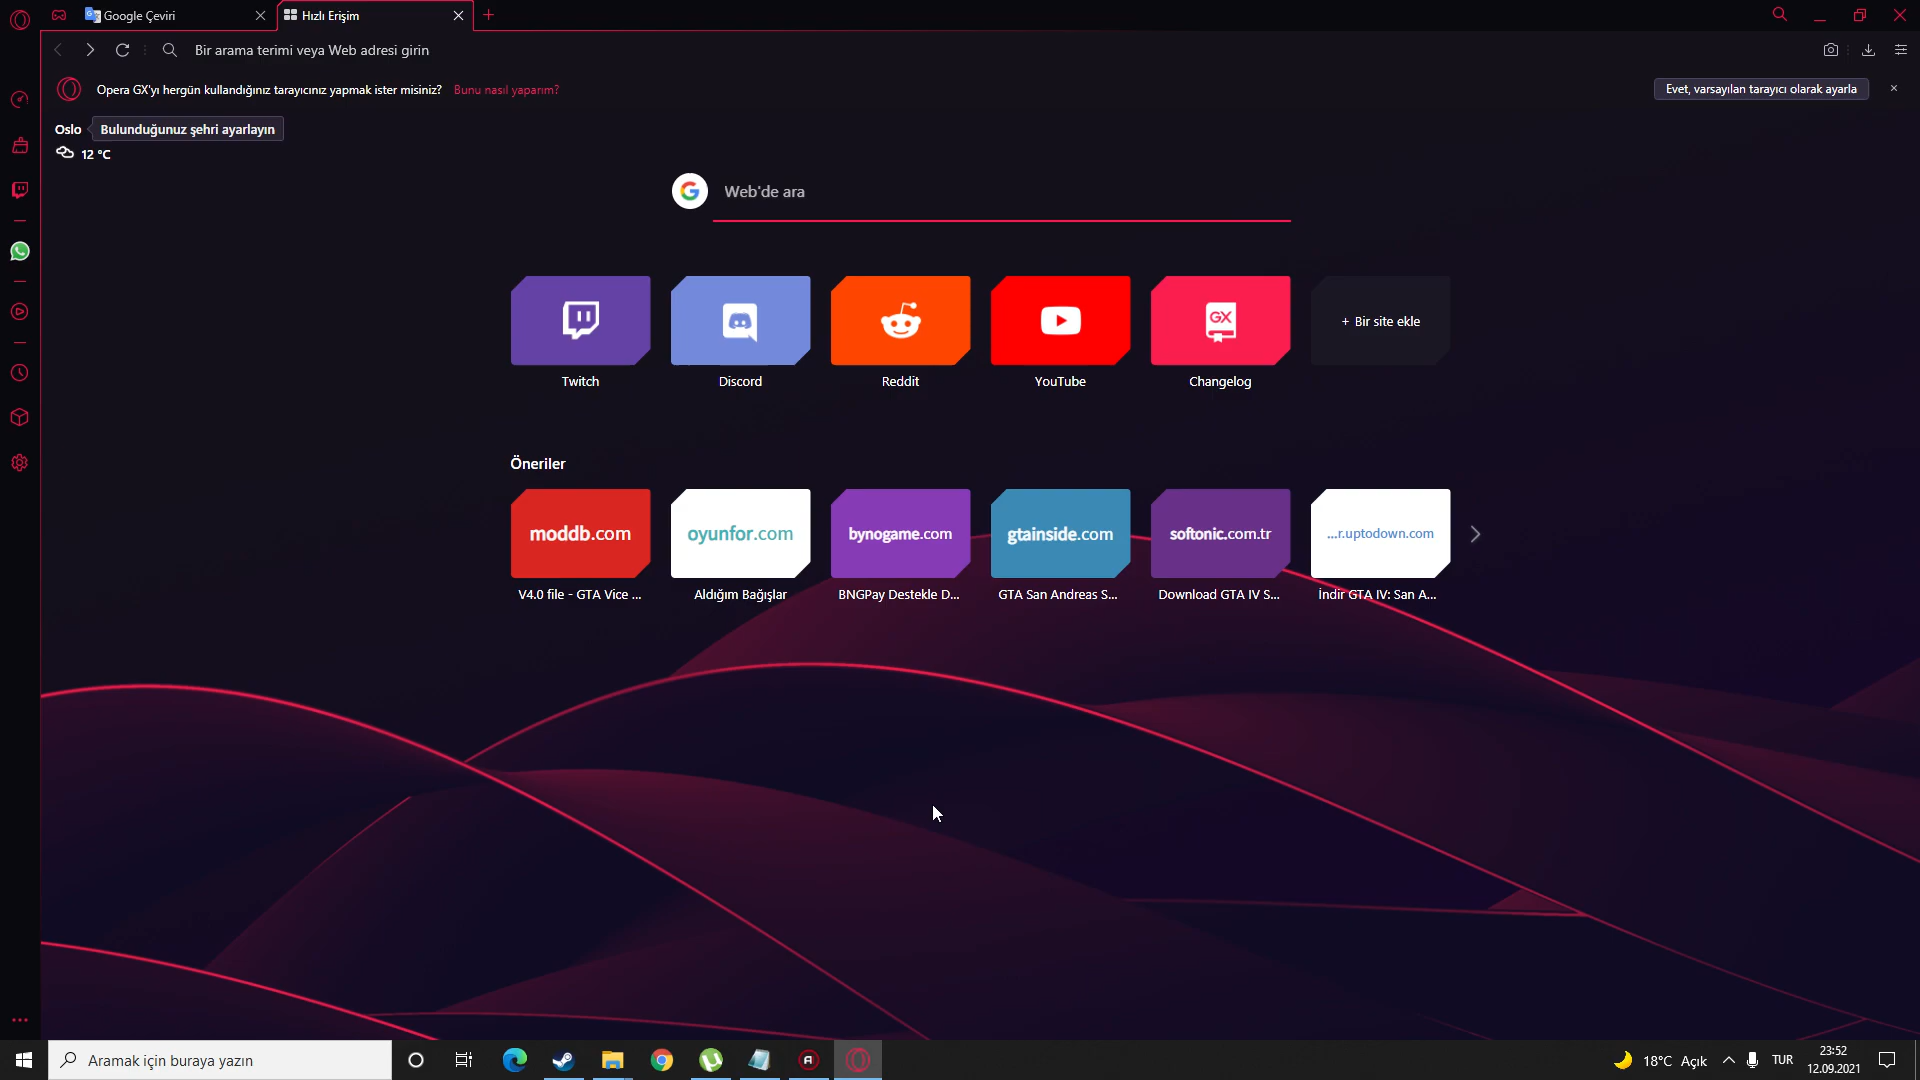 Google Çeviri
Hızlı Erişim
Bir arama terimi veya Web adresi girin
Opera GX'yı hergün kullandığınız tarayıcınız yapmak ister misiniz? Bunu nasıl yaparım?
Evet, varsayılan tarayıcı olarak ayarla
Oslo
Bulunduğunuz şehri ayarlayın
12 °C
Web'de ara
GX
+ Bir site ekle
Twitch
Discord
Reddit
YouTube
Changelog
Öneriler
moddb.com
oyunfor.com
bynogame.com
gtainside.com
softonic.com.tr
...r.uptodown.com
V4.0 file - GTA Vice ...
Aldığım Bağışlar
BNGPay Destekle D...
GTA San Andreas S...
Download GTA IV S...
İndir GTA IV: San A...
Aramak için buraya yazın
18°C Açık
TUR
23:52
12.09.2021